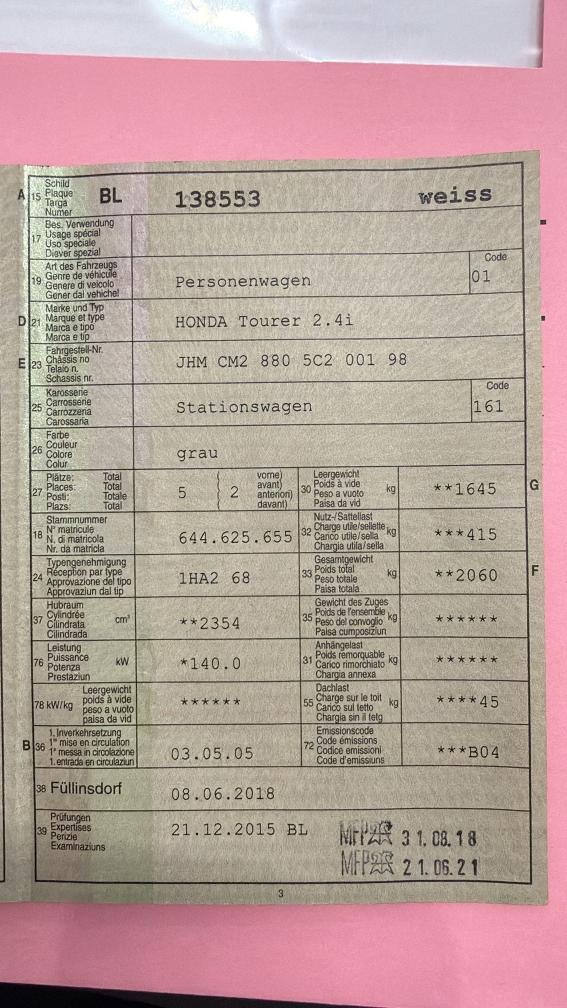 A 15 Schild Plaque Targa Numer BL 138553 weiss
17 Bes. Verwendung Usage spécial Uso speciale Diever spezial
19 Art des Fahrzeugs Genre de véhicule Genere di veicolo Gener dal vehichel Personenwagen Code 01
D 21 Marke und Typ Marque et type Marca e tipo Marca e tip HONDA Tourer 2.4i
E 23 Fahrgestell-Nr. Châssis no Telaio n. Schassis nr. JHM CM2 880 5C2 001 98
25 Karosserie Carrosserie Carrozzeria Carossaria Stationswagen Code 161
26 Farbe Couleur Colore Colur grau
27 Plätze: Total Places: Total Posti: Totale Plazs: Total 5 ( 2 vorne) avant) anteriori) davant) 30 Leergewicht Poids à vide Peso a vuoto Paisa da vid kg **1645 G
18 Stammnummer N° matricule N. di matricola Nr. da matricla 644.625.655 32 Nutz-/Sattellast Charge utile/sellette Carico utile/sella Chargia utila/sella kg ***415
24 Typengenehmigung Réception par type Approvazione del tipo Approvaziun dal tip 1HA2 68 33 Gesamtgewicht Poids total Peso totale Paisa totala kg **2060 F
37 Hubraum Cylindrée Cilindrata Cilindrada cm³ **2354 35 Gewicht des Zuges Poids de l'ensemble Peso del convoglio Paisa cumposiziun kg ******
76 Leistung Puissance Potenza Prestaziun kW *140.0 31 Anhängelast Poids remorquable Carico rimorchiato Chargia annexa kg ******
78 kW/kg Leergewicht poids à vide peso a vuoto paisa da vid ****** 55 Dachlast Charge sur le toit Carico sul tetto Chargia sin il tetg kg ****45
B 36 1. Inverkehrsetzung 1re mise en circulation 1a messa in circolazione 1. entrada en circulaziun 03.05.05 72 Emissionscode Code émissions Codice emissioni Code d'emissiuns ***B04
38 Füllinsdorf 08.06.2018
39 Prüfungen Expertises Perizie Examinaziuns 21.12.2015 BL MFP 31.08.18
MFP 21.06.21
3